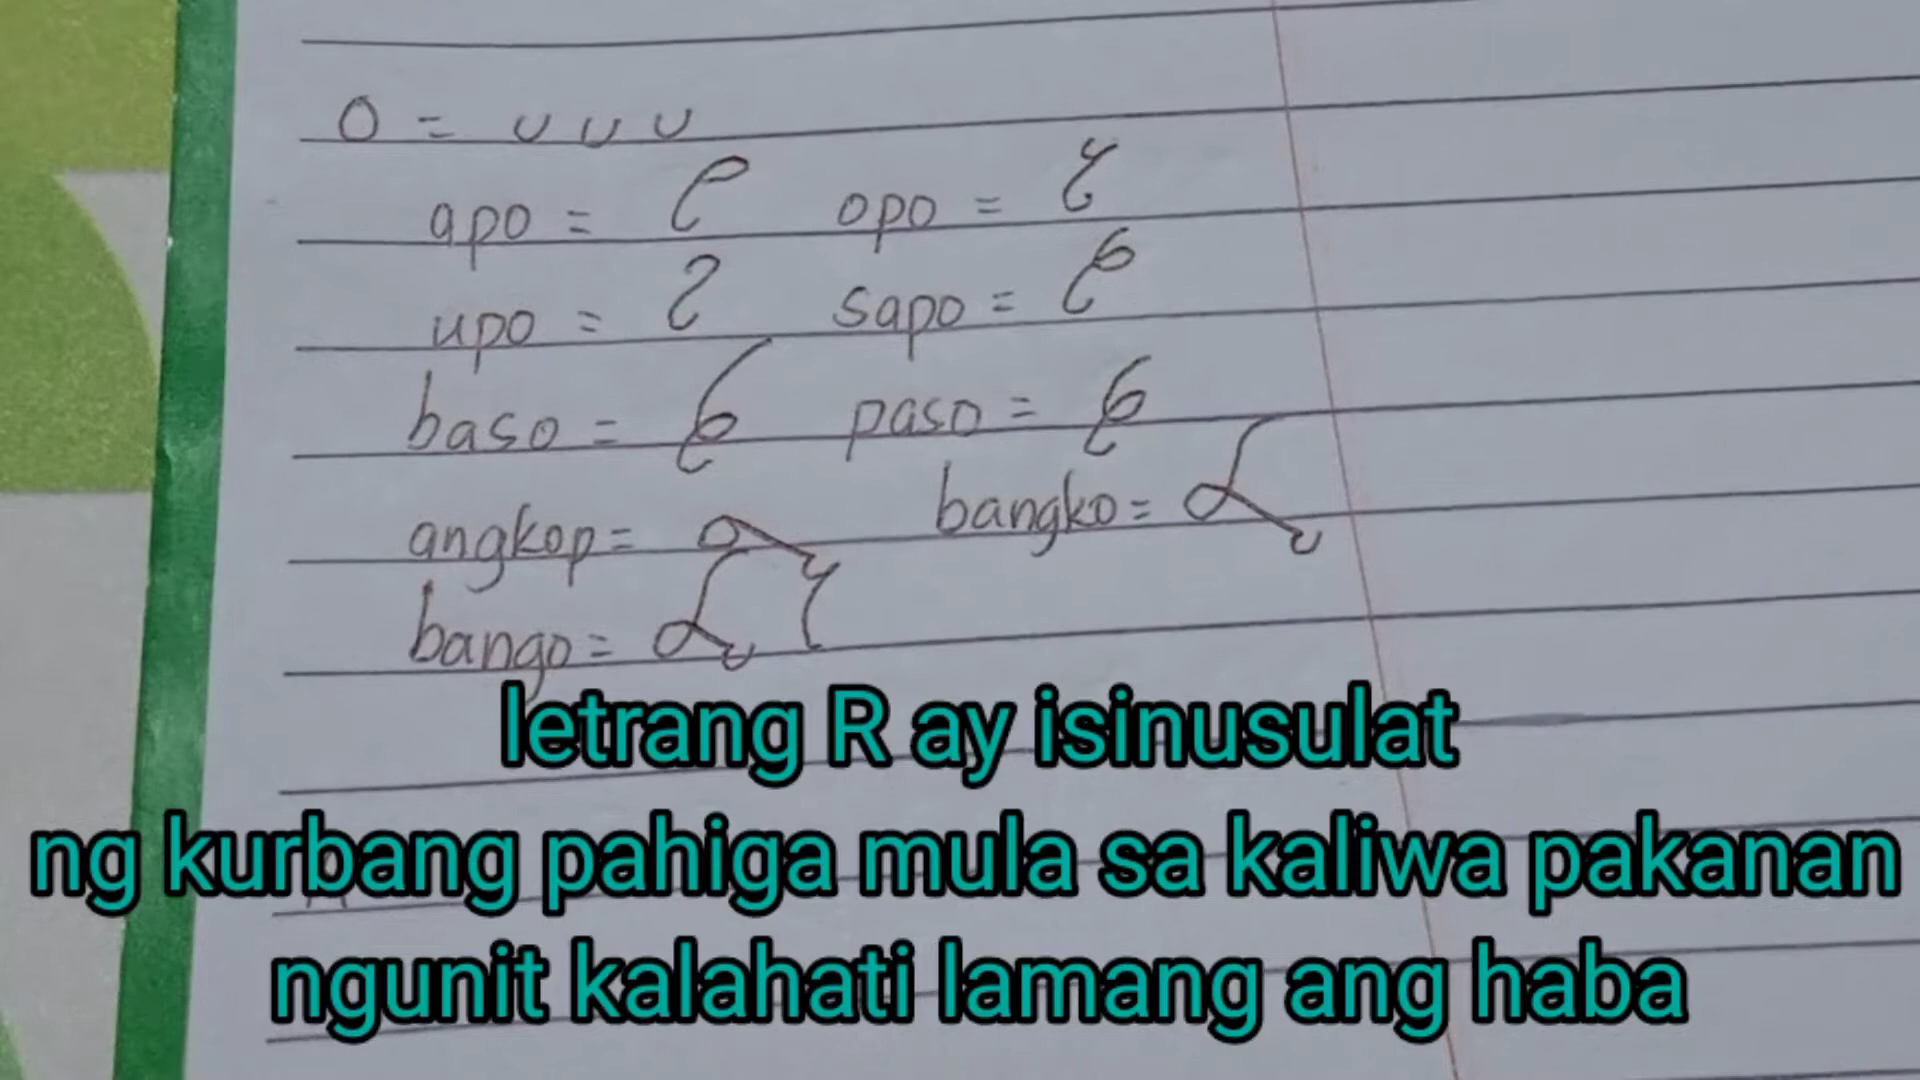 O = υ υ υ
apo = opo =
upo = sapo =
baso = paso =
angkop = bangko =
bango =
letrang R ay isinusulat
ng kurbang pahiga mula sa kaliwa pakanan
ngunit kalahati lamang ang haba